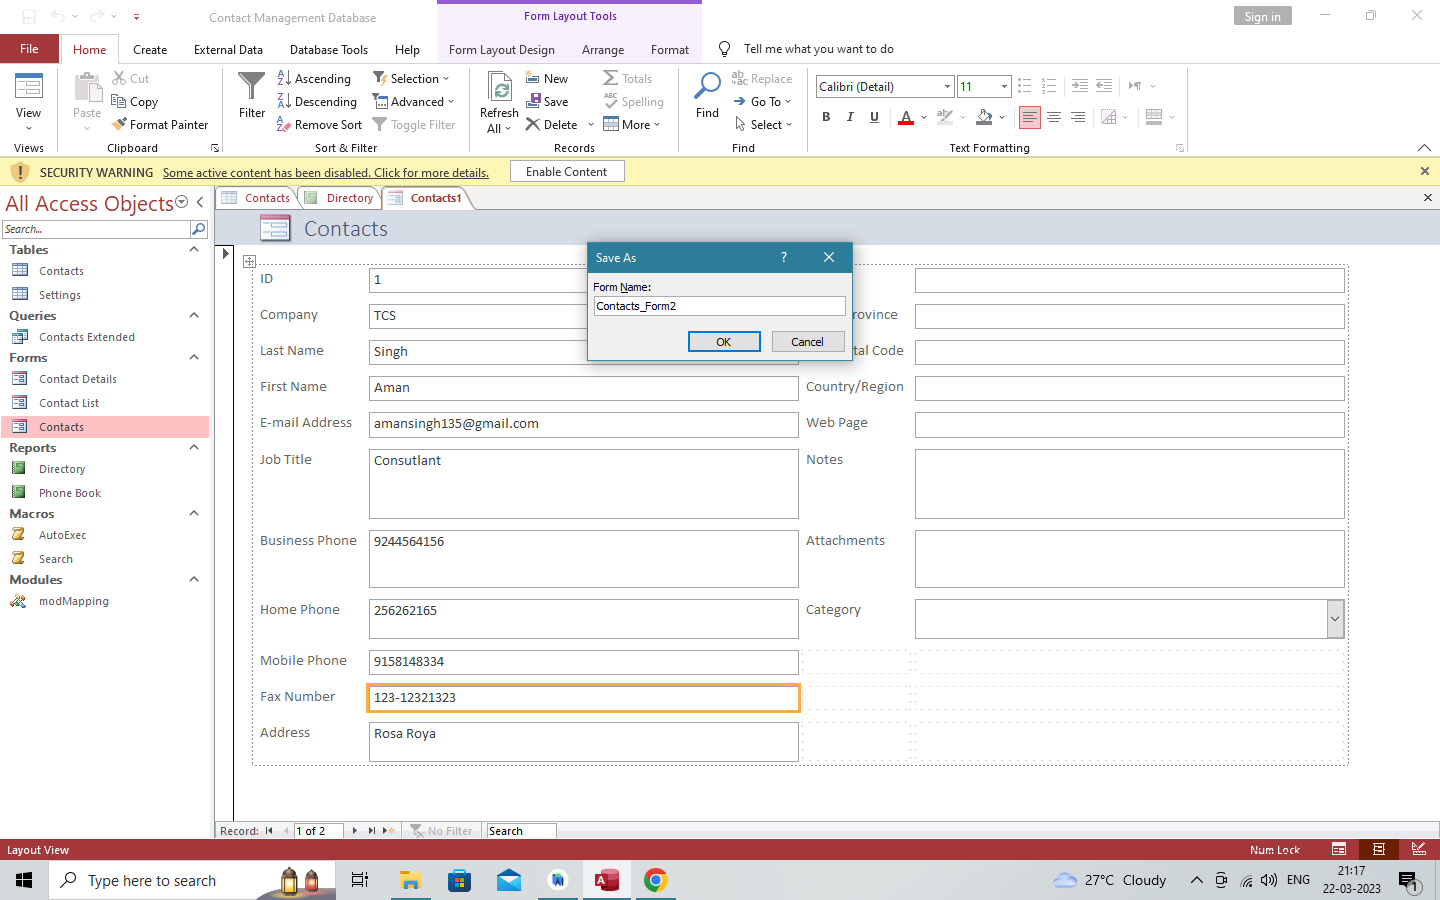 Contact Management Database
Form Layout Tools
Sign in
File
Home
Create
External Data
Database Tools
Help
Form Layout Design
Arrange
Format
Tell me what you want to do
View
Views
Paste
Cut
Copy
Format Painter
Clipboard
Filter
Ascending
Descending
Remove Sort
Selection
Advanced
Toggle Filter
Sort & Filter
Refresh
All
New
Save
Delete
Totals
Spelling
More
Records
Find
Replace
Go To
Select
Find
Calibri (Detail)
11
B I U
Text Formatting
SECURITY WARNING Some active content has been disabled. Click for more details.
Enable Content
All Access Objects
Search...
Tables
Contacts
Settings
Queries
Contacts Extended
Forms
Contact Details
Contact List
Contacts
Reports
Directory
Phone Book
Macros
AutoExec
Search
Modules
modMapping
Contacts
Directory
Contacts1
Contacts
Save As
?
Form Name:
Contacts_Form2
OK
Cancel
ID 1
Company TCS
rovince
Last Name Singh
tal Code
First Name Aman
Country/Region
E-mail Address amansingh135@gmail.com
Web Page
Job Title Consutlant
Notes
Business Phone 9244564156
Attachments
Home Phone 256262165
Category
Mobile Phone 9158148334
Fax Number 123-12321323
Address Rosa Roya
Record: 1 of 2
No Filter
Search
Layout View
Num Lock
Type here to search
27°C Cloudy
ENG
21:17
22-03-2023
1